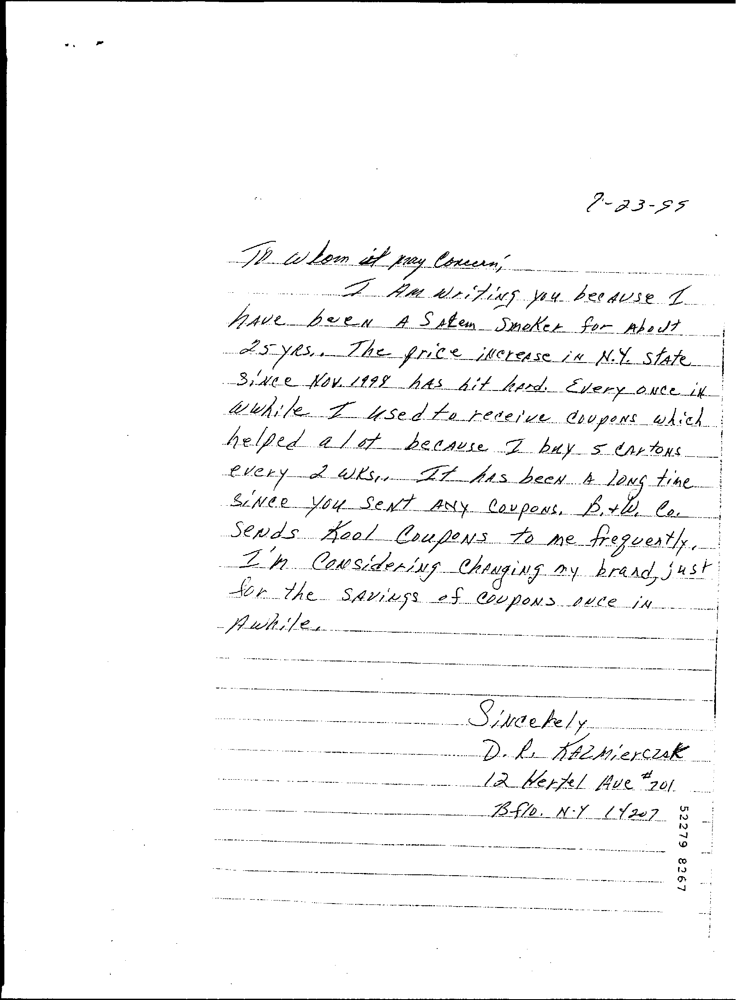 9-23-99
To whom it may Concern,
I Am writing you because I
have been A Salem Smoker for About
25 yrs.. The price increase in N.Y. State
Since Nov. 1998 has hit hard. Every once in
awhile I used to receive coupons which
helped a lot because I buy 5 cartons
every 2 wks.. It has been A long time
since you sent Any coupons. B.+W. Co.
sends Kool Coupons to me frequently.
I'm Considering Changing my brand, just
for the savings of coupons once in
Awhile.
Sincerely
D. R. Kazmierczak
12 Hertel Ave #701
Bflo. N.Y 14207
52279 8267